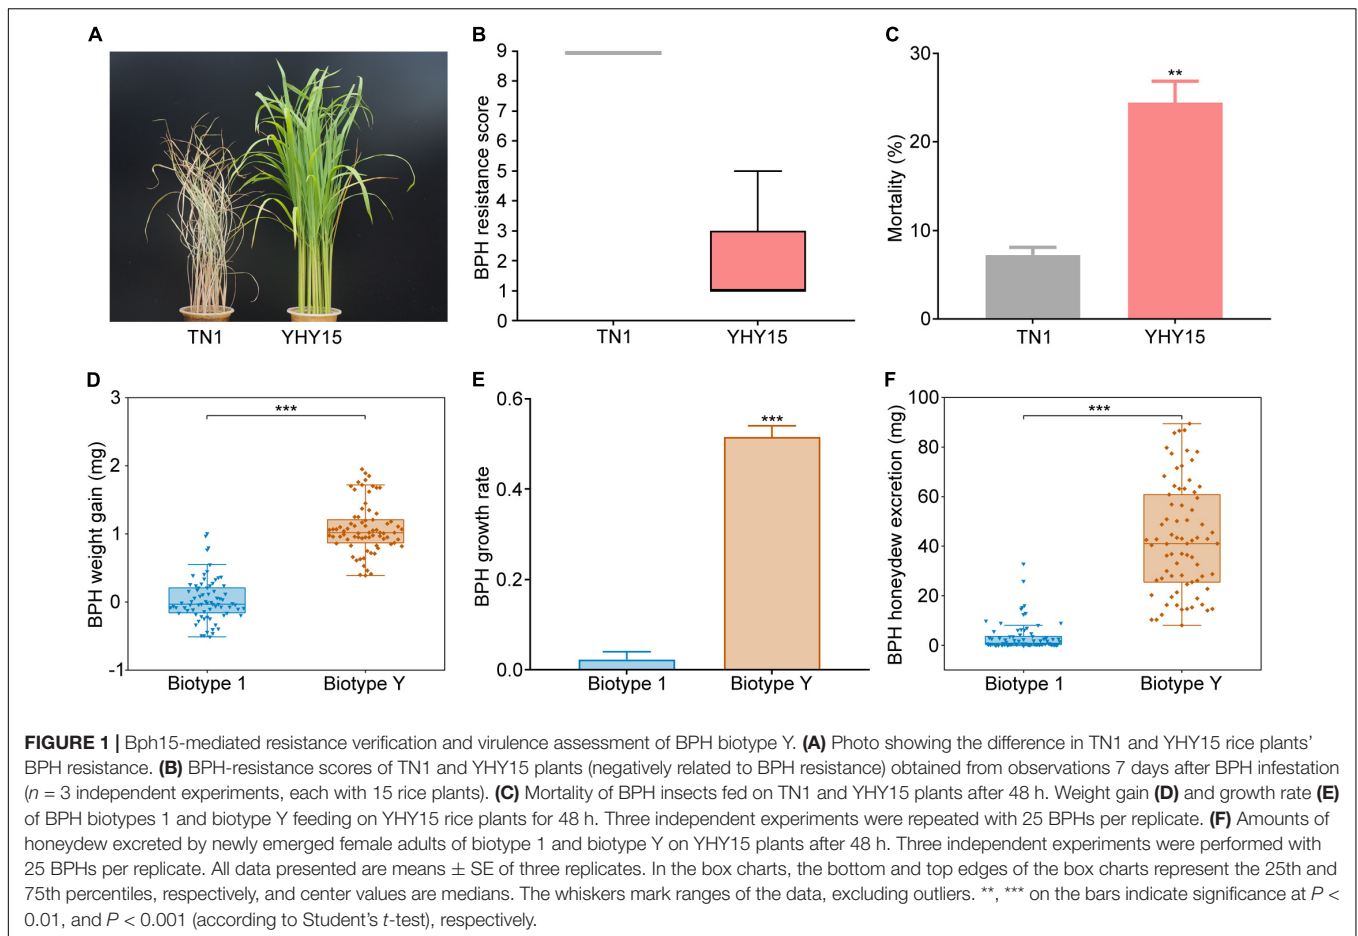 A
TN1
YHY15
B
BPH resistance score
9
8
7
6
5
4
3
2
1
0
TN1
YHY15
C
Mortality (%)
30
20
10
0
**
TN1
YHY15
D
BPH weight gain (mg)
3
2
1
0
-1
***
Biotype 1
Biotype Y
E
BPH growth rate
0.6
0.4
0.2
0.0
***
Biotype 1
Biotype Y
F
BPH honeydew excretion (mg)
100
80
60
40
20
0
***
Biotype 1
Biotype Y
FIGURE 1 | Bph15-mediated resistance verification and virulence assessment of BPH biotype Y. (A) Photo showing the difference in TN1 and YHY15 rice plants’
BPH resistance. (B) BPH-resistance scores of TN1 and YHY15 plants (negatively related to BPH resistance) obtained from observations 7 days after BPH infestation
(n = 3 independent experiments, each with 15 rice plants). (C) Mortality of BPH insects fed on TN1 and YHY15 plants after 48 h. Weight gain (D) and growth rate (E)
of BPH biotypes 1 and biotype Y feeding on YHY15 rice plants for 48 h. Three independent experiments were repeated with 25 BPHs per replicate. (F) Amounts of
honeydew excreted by newly emerged female adults of biotype 1 and biotype Y on YHY15 plants after 48 h. Three independent experiments were performed with
25 BPHs per replicate. All data presented are means ± SE of three replicates. In the box charts, the bottom and top edges of the box charts represent the 25th and
75th percentiles, respectively, and center values are medians. The whiskers mark ranges of the data, excluding outliers. **, *** on the bars indicate significance at P <
0.01, and P < 0.001 (according to Student’s t-test), respectively.